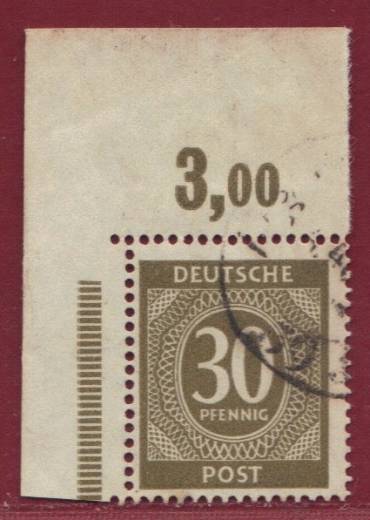 3,00
DEUTSCHE
30
PFENNIG
POST